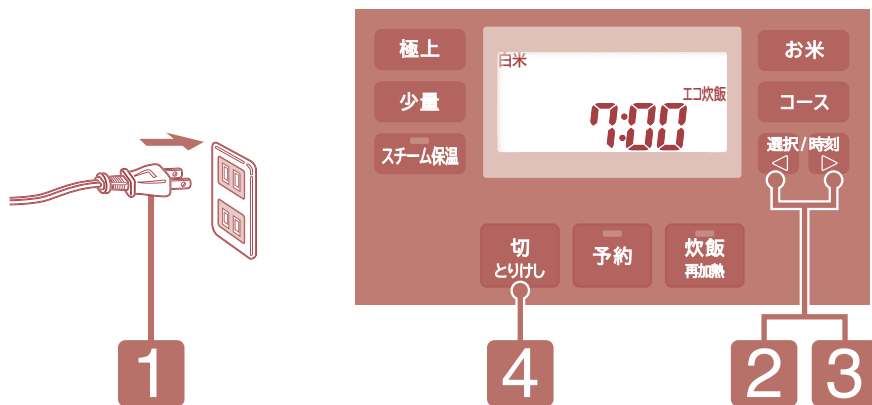 極上
少量
スチーム保温
白米
エコ炊飯
7:00
お米
コース
選択/時刻
◁ ▷
切
とりけし
予約
炊飯
再加熱
1
4
2
3